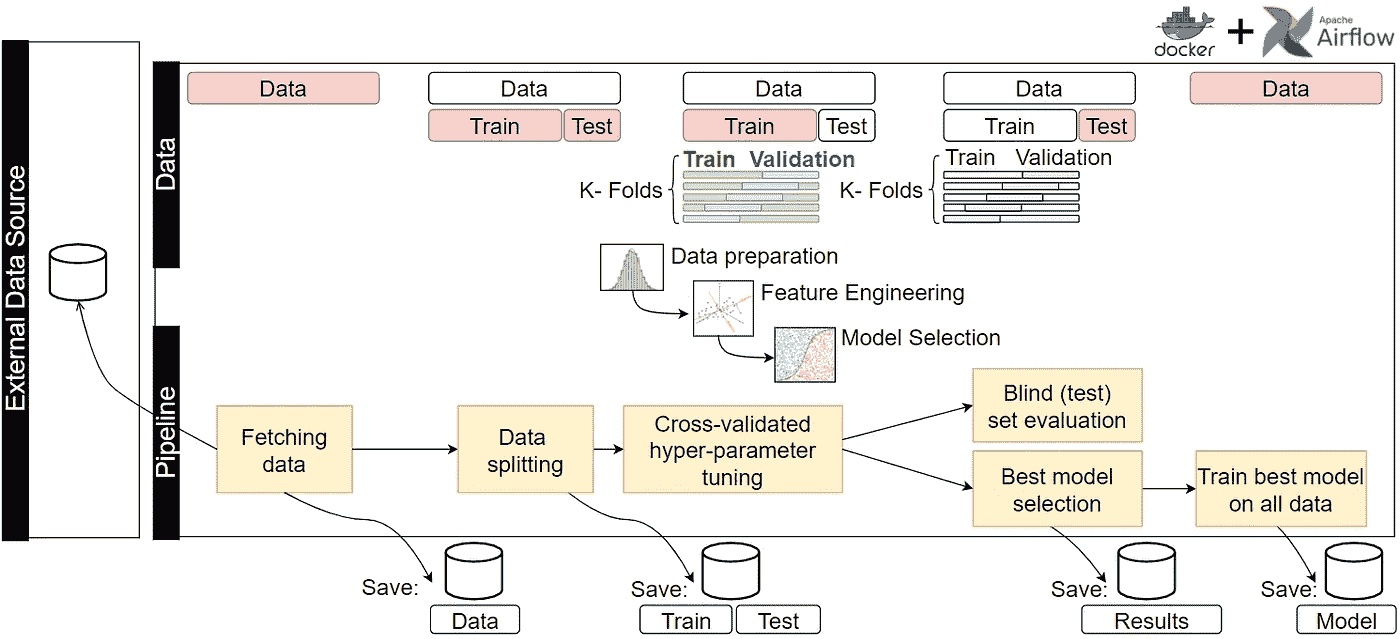 docker
+
Apache
Airflow
External Data Source
Data
Pipeline
Data
Data
Train
Test
Data
Train
Test
Train Validation
K- Folds
Data
Train
Test
Train Validation
K- Folds
Data
Data preparation
Feature Engineering
Model Selection
Fetching
data
Data
splitting
Cross-validated
hyper-parameter
tuning
Blind (test)
set evaluation
Best model
selection
Train best model
on all data
Save:
Data
Save:
Train
Test
Save:
Results
Save:
Model